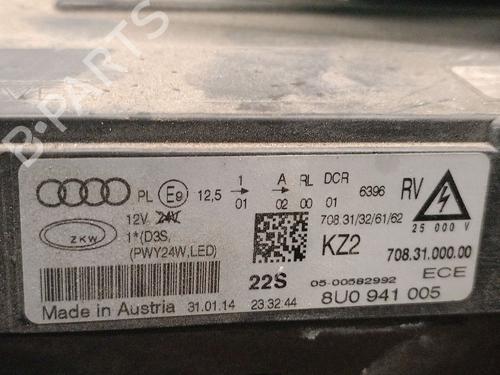 B-PARTS
PL E9 12,5 1 A RL DCR 6396 RV
01 02 00 01
12V 24V 708.31/32/61/62 25 000 V
ZKW 1*(D3S, KZ2 708.31.000.00
(PWY24W,LED) ECE
22S 05-00582992 8U0 941 005
Made in Austria 31.01.14 23:32:44